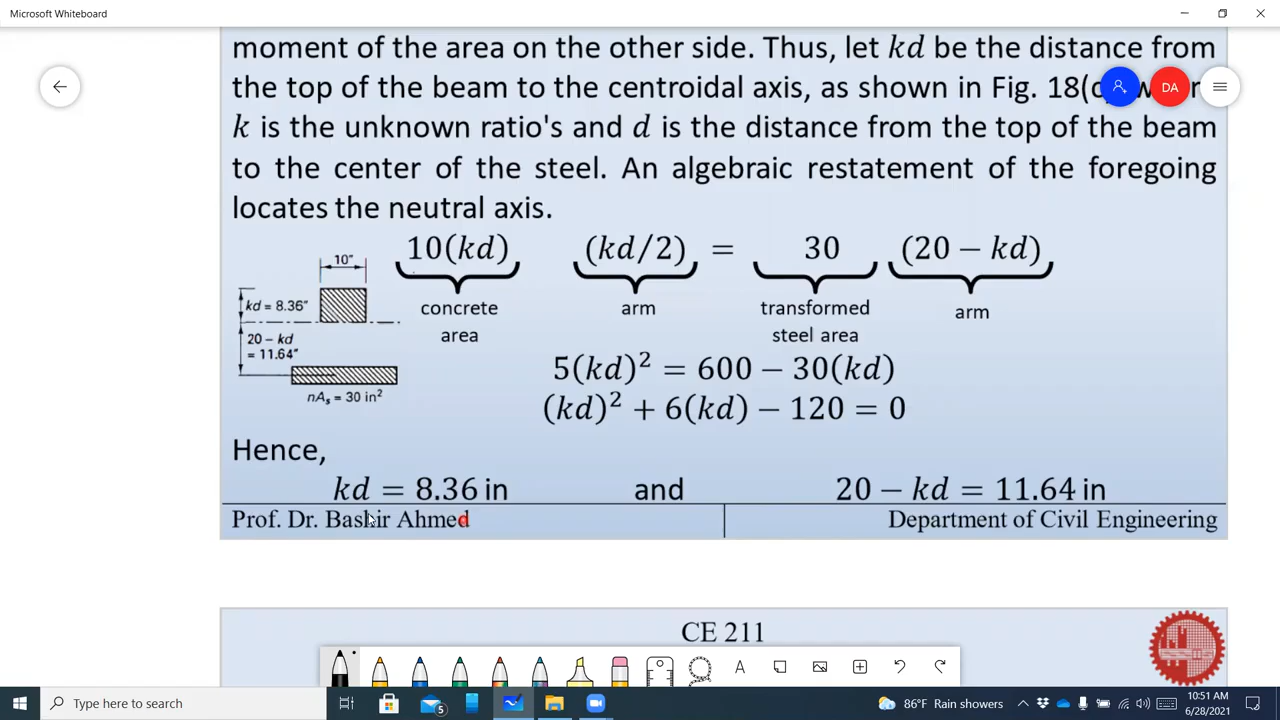 Microsoft Whiteboard
moment of the area on the other side. Thus, let kd be the distance from
the top of the beam to the centroidal axis, as shown in Fig. 18(
DA
k is the unknown ratio's and d is the distance from the top of the beam
to the center of the steel. An algebraic restatement of the foregoing
locates the neutral axis.
10(kd) (kd/2) = 30 (20 − kd)
concrete area
arm
transformed steel area
arm
10"
kd = 8.36"
20 − kd
= 11.64"
nAₛ = 30 in²
5(kd)² = 600 − 30(kd)
(kd)² + 6(kd) − 120 = 0
Hence,
kd = 8.36 in and 20 − kd = 11.64 in
Prof. Dr. Bashir Ahmed Department of Civil Engineering
CE 211
A
Type here to search
5
86°F Rain showers
10:51 AM
6/28/2021